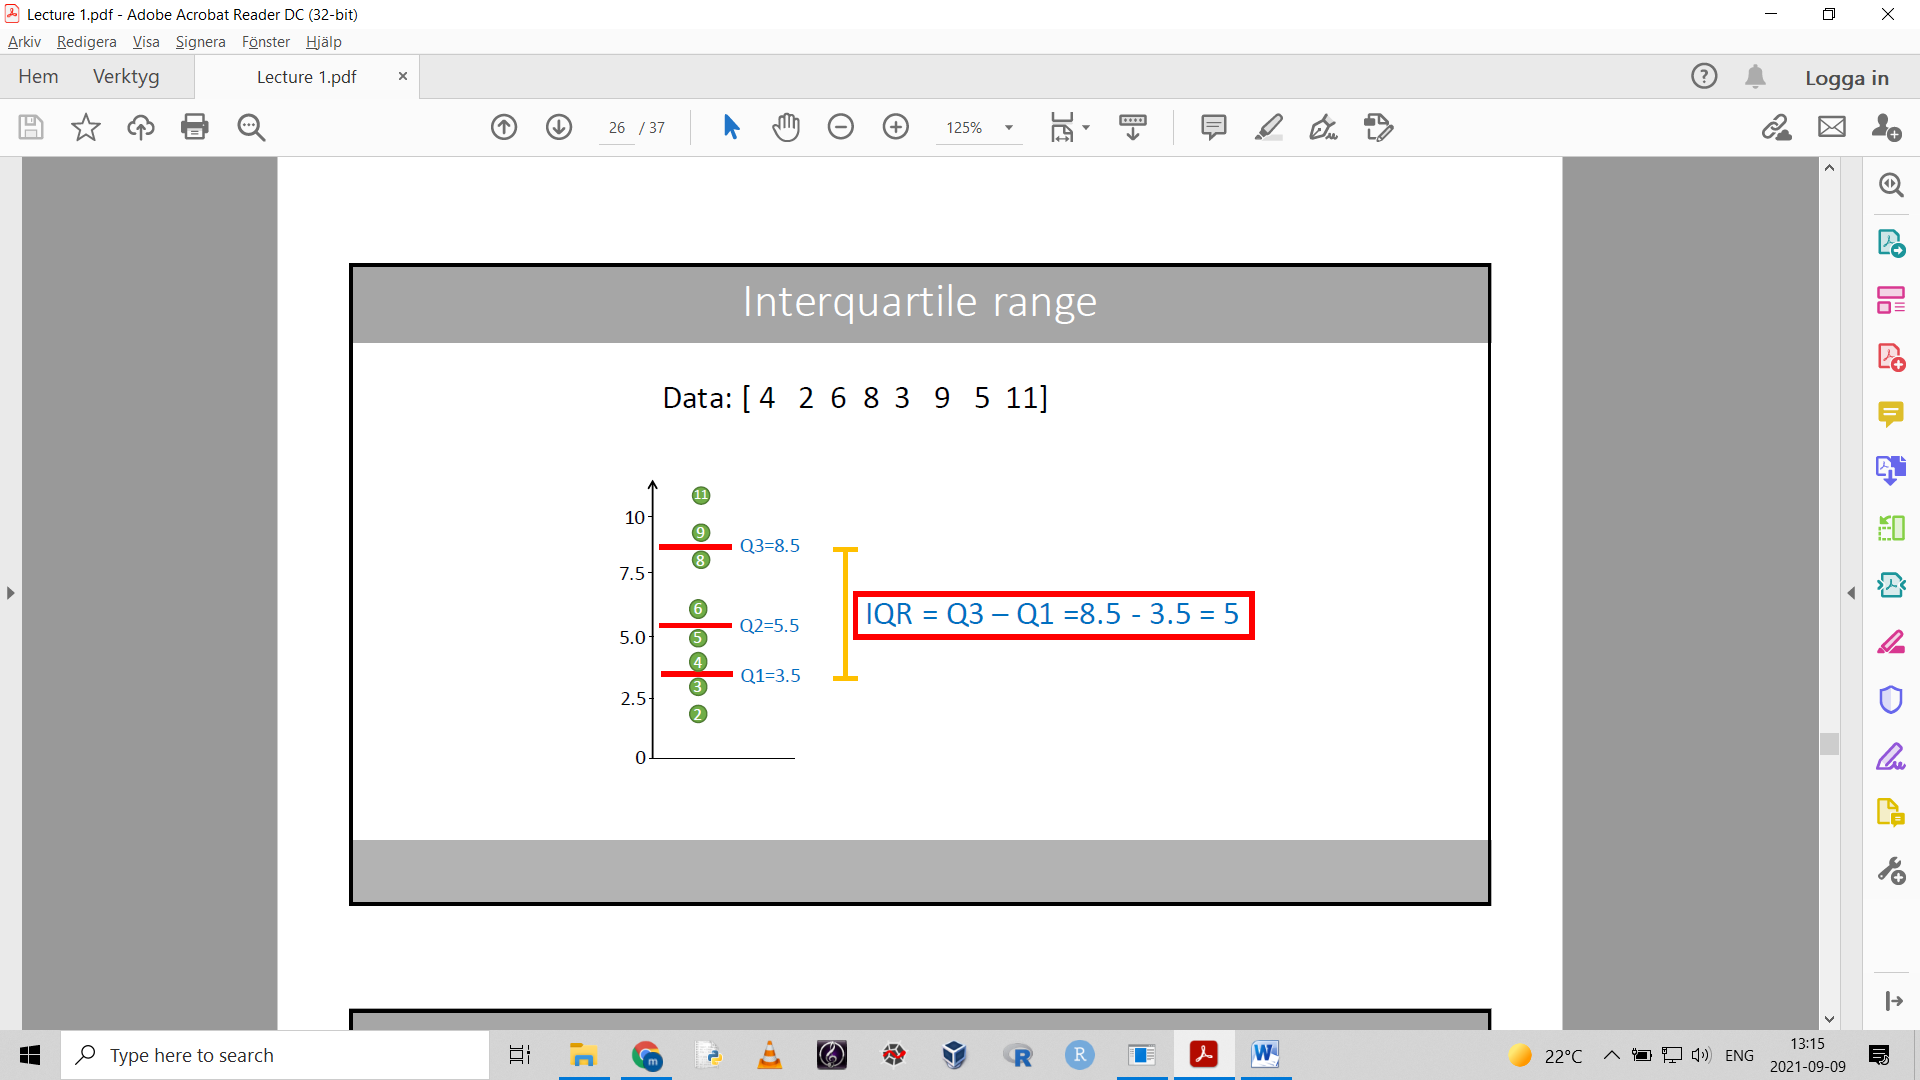 Lecture 1.pdf - Adobe Acrobat Reader DC (32-bit)
Arkiv Redigera Visa Signera Fönster Hjälp
Hem Verktyg Lecture 1.pdf × Logga in
26 / 37 125%
Interquartile range
Data: [ 4 2 6 8 3 9 5 11]
11
10
9
Q3=8.5
8
7.5
6
IQR = Q3 – Q1 =8.5 - 3.5 = 5
Q2=5.5
5.0
5
4
Q1=3.5
3
2.5
2
0
Type here to search
22°C ENG
13:15
2021-09-09